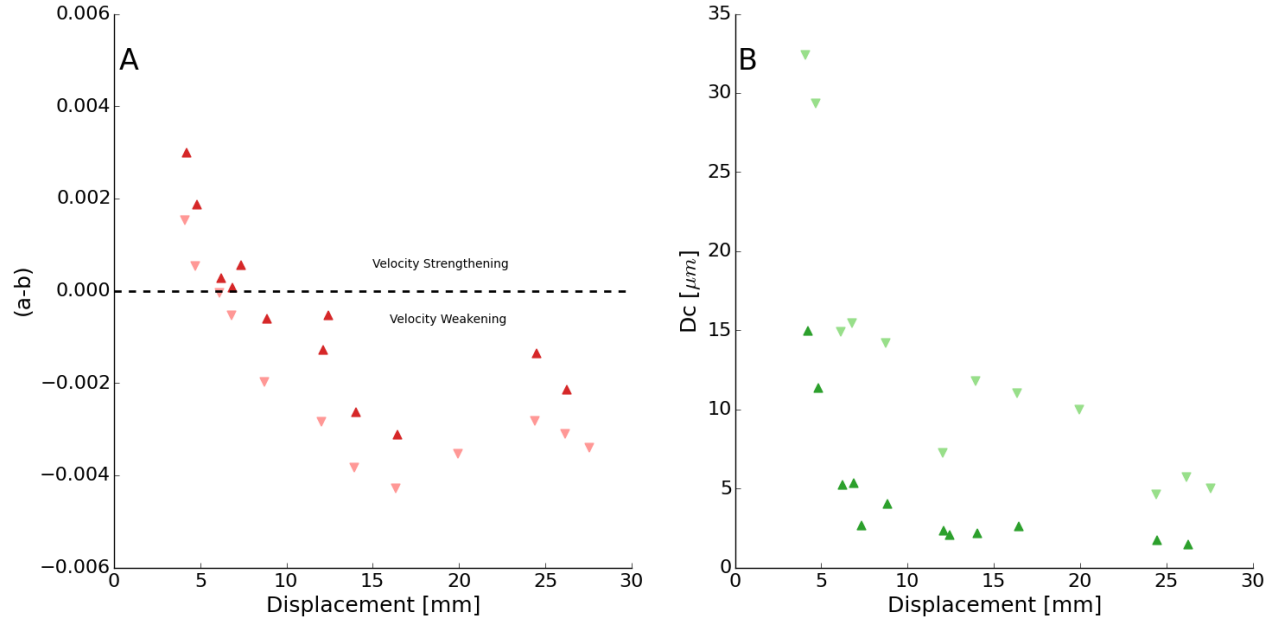 A
0.006
0.004
0.002
0.000
−0.002
−0.004
−0.006
(a-b)
Velocity Strengthening
Velocity Weakening
0 5 10 15 20 25 30
Displacement [mm]
B
35
30
25
20
15
10
5
0
Dc [μm]
0 5 10 15 20 25 30
Displacement [mm]